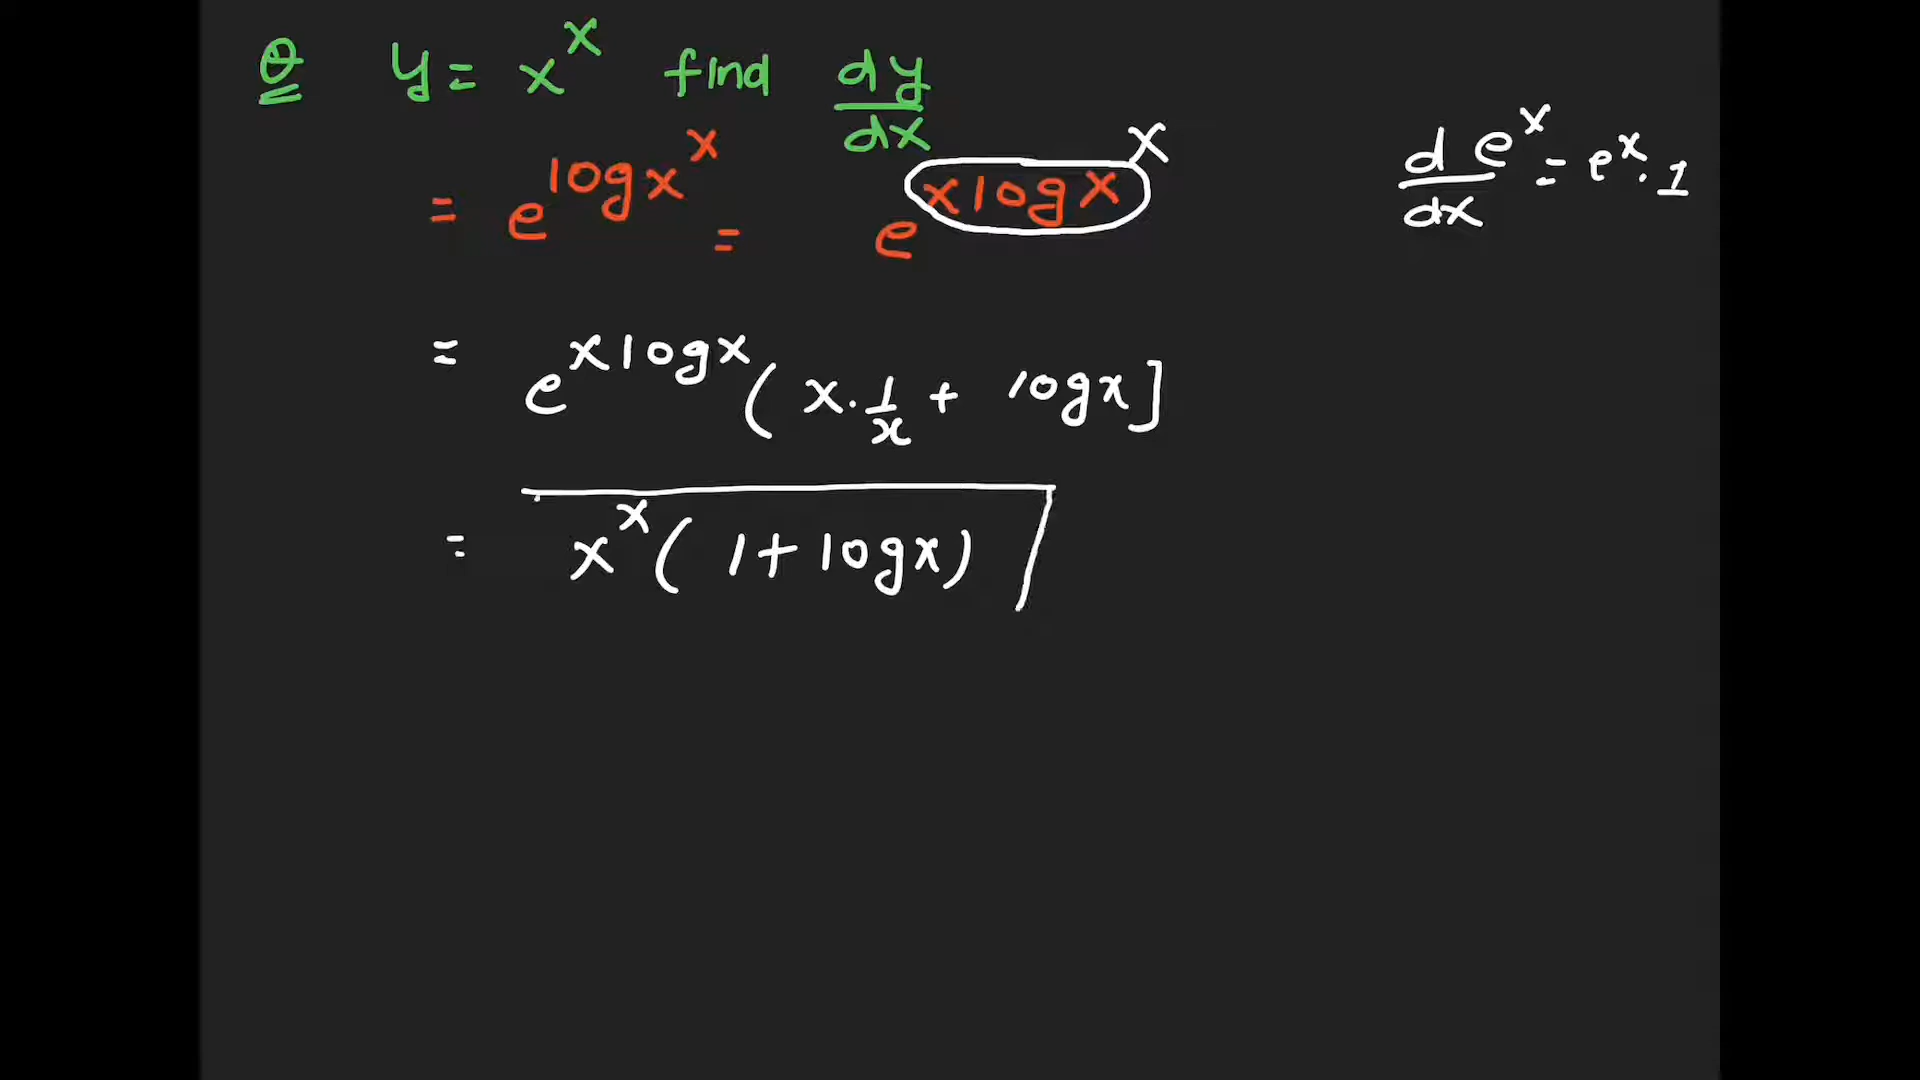 Q y = x^x find dy/dx
= e^{log x^x} = e^{x log x} x
d/dx e^x = e^x . 1
= e^{x log x} ( x . 1/x + log x ]
= x^x ( 1 + log x )